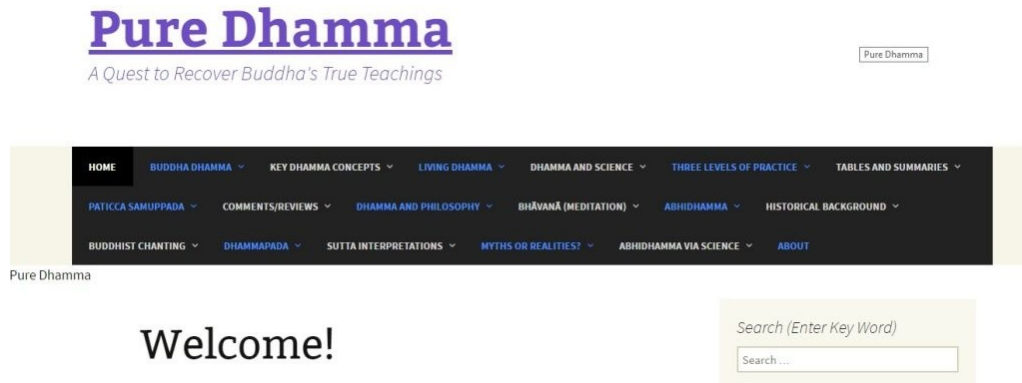 Pure Dhamma
A Quest to Recover Buddha's True Teachings
Pure Dhamma
HOME BUDDHA DHAMMA KEY DHAMMA CONCEPTS LIVING DHAMMA DHAMMA AND SCIENCE THREE LEVELS OF PRACTICE TABLES AND SUMMARIES
PATICCA SAMUPPADA COMMENTS/REVIEWS DHAMMA AND PHILOSOPHY BHĀVANĀ (MEDITATION) ABHIDHAMMA HISTORICAL BACKGROUND
BUDDHIST CHANTING DHAMMAPADA SUTTA INTERPRETATIONS MYTHS OR REALITIES? ABHIDHAMMA VIA SCIENCE ABOUT
Pure Dhamma
Welcome!
Search (Enter Key Word)
Search ...